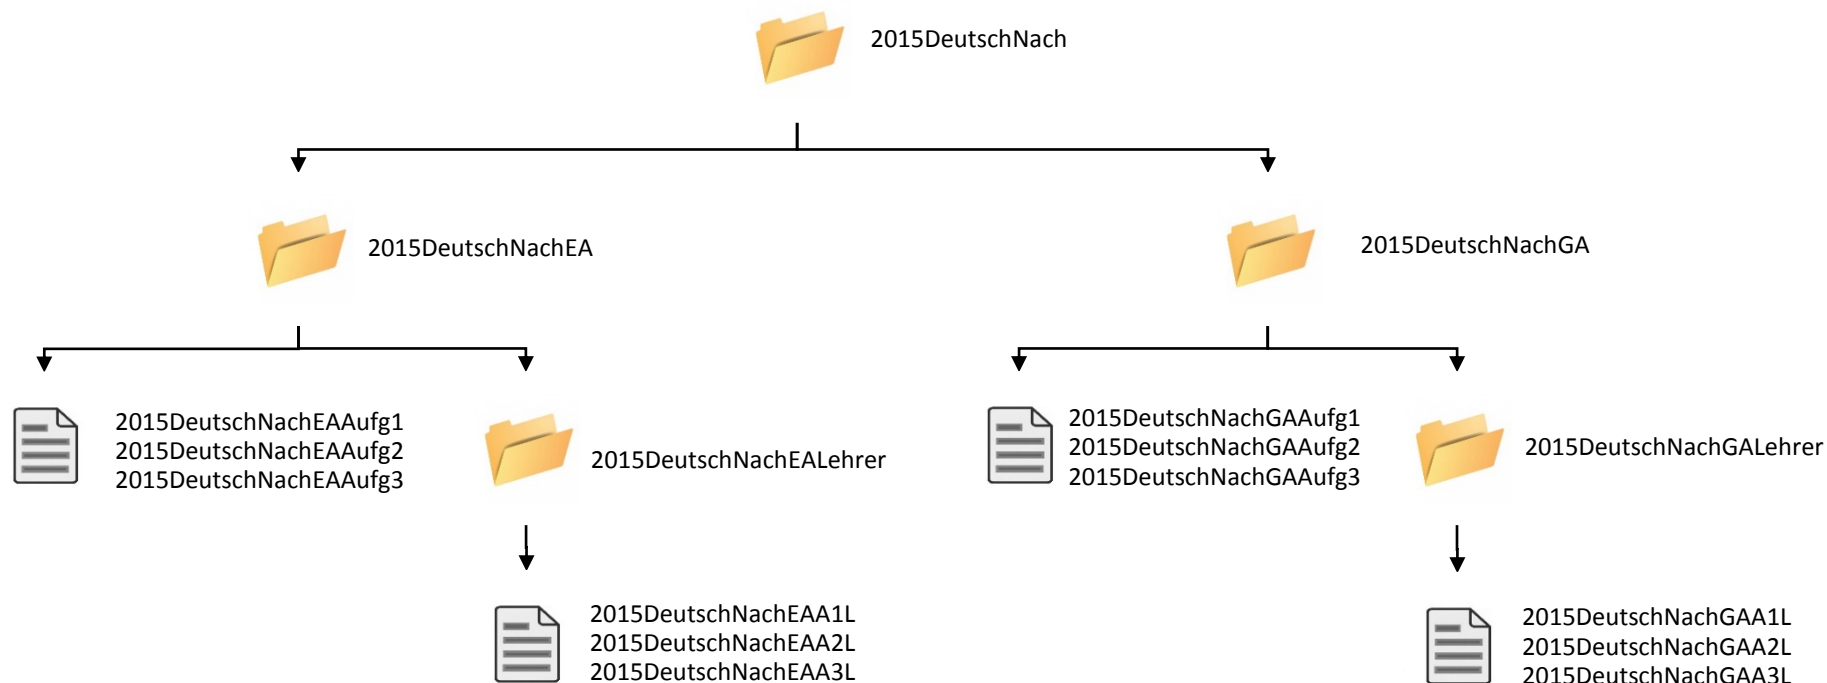 2015DeutschNach
2015DeutschNachEA
2015DeutschNachGA
2015DeutschNachEAAufg1
2015DeutschNachEAAufg2
2015DeutschNachEAAufg3
2015DeutschNachEALehrer
2015DeutschNachGAAufg1
2015DeutschNachGAAufg2
2015DeutschNachGAAufg3
2015DeutschNachGALehrer
2015DeutschNachEAA1L
2015DeutschNachEAA2L
2015DeutschNachEAA3L
2015DeutschNachGAA1L
2015DeutschNachGAA2L
2015DeutschNachGAA3L